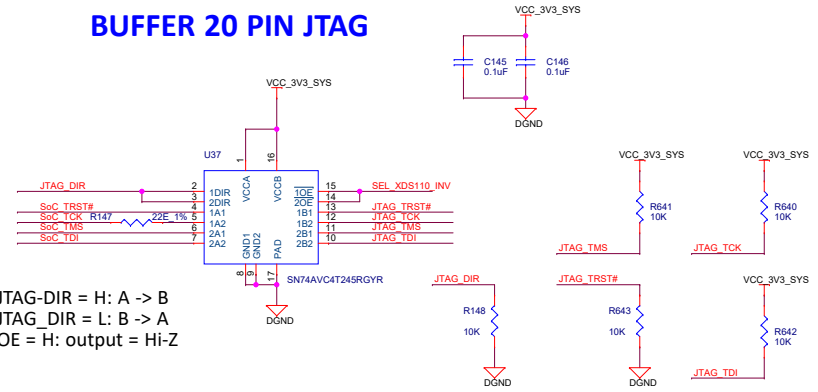 BUFFER 20 PIN JTAG
VCC_3V3_SYS
C145
0.1uF
C146
0.1uF
DGND
VCC_3V3_SYS
U37
1
16
VCCA
VCCB
JTAG_DIR
2
1DIR
1OE
15
SEL_XDS110_INV
3
2DIR
2OE
14
SoC_TRST#
4
1A1
1B1
13
JTAG_TRST#
SoC_TCK
R147
22E_1%
5
1A2
1B2
12
JTAG_TCK
SoC_TMS
6
2A1
2B1
11
JTAG_TMS
SoC_TDI
7
2A2
2B2
10
JTAG_TDI
GND1
GND2
PAD
8
9
17
SN74AVC4T245RGYR
DGND
JTAG-DIR = H: A -> B
JTAG_DIR = L: B -> A
OE = H: output = Hi-Z
VCC_3V3_SYS
R641
10K
JTAG_TMS
VCC_3V3_SYS
R640
10K
JTAG_TCK
JTAG_DIR
R148
10K
DGND
JTAG_TRST#
R643
10K
DGND
VCC_3V3_SYS
R642
10K
JTAG_TDI